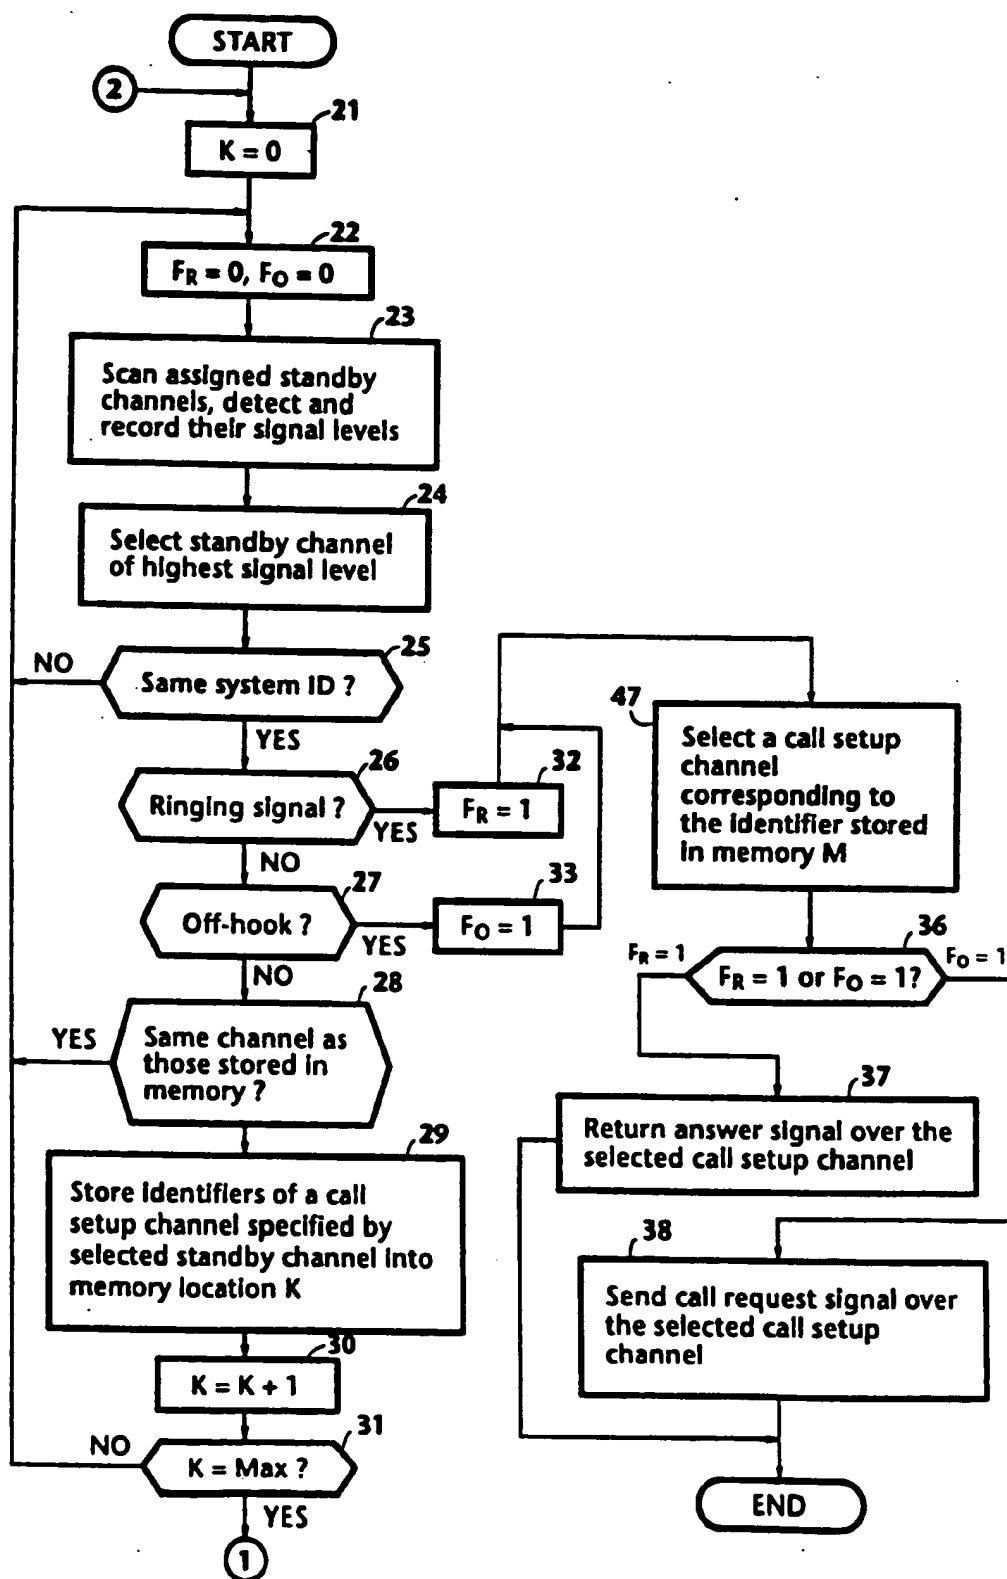 START
2
21
K = 0
22
FR = 0, FO = 0
23
Scan assigned standby
channels, detect and
record their signal levels
24
Select standby channel
of highest signal level
25
NO
Same system ID ?
YES
26
Ringing signal ?
YES
32
FR = 1
NO
27
Off-hook ?
YES
33
FO = 1
NO
28
YES
Same channel as
those stored in
memory ?
29
Store identifiers of a call
setup channel specified by
selected standby channel into
memory location K
30
K = K + 1
31
NO
K = Max ?
YES
1
47
Select a call setup
channel
corresponding to
the identifier stored
in memory M
36
FR = 1
FR = 1 or FO = 1?
FO = 1
37
Return answer signal over the
selected call setup channel
38
Send call request signal over
the selected call setup
channel
END